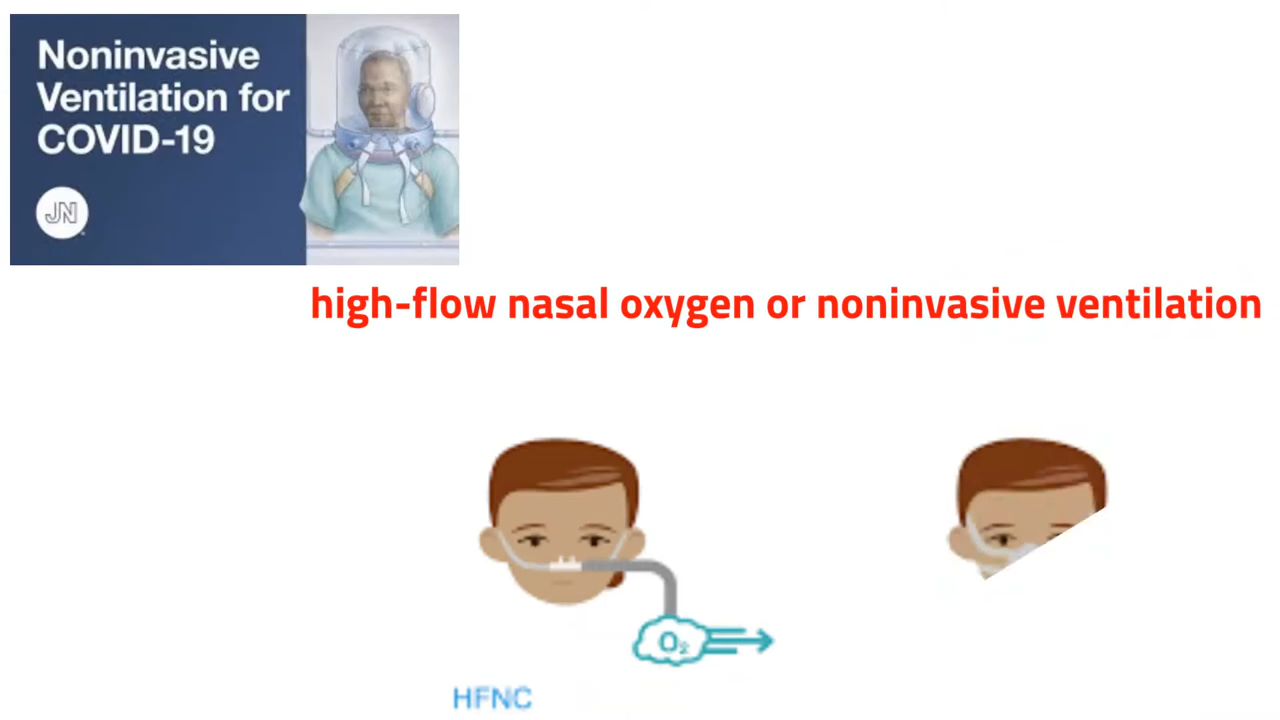 Noninvasive
Ventilation for
COVID-19
JN
high-flow nasal oxygen or noninvasive ventilation
O₂
HFNC